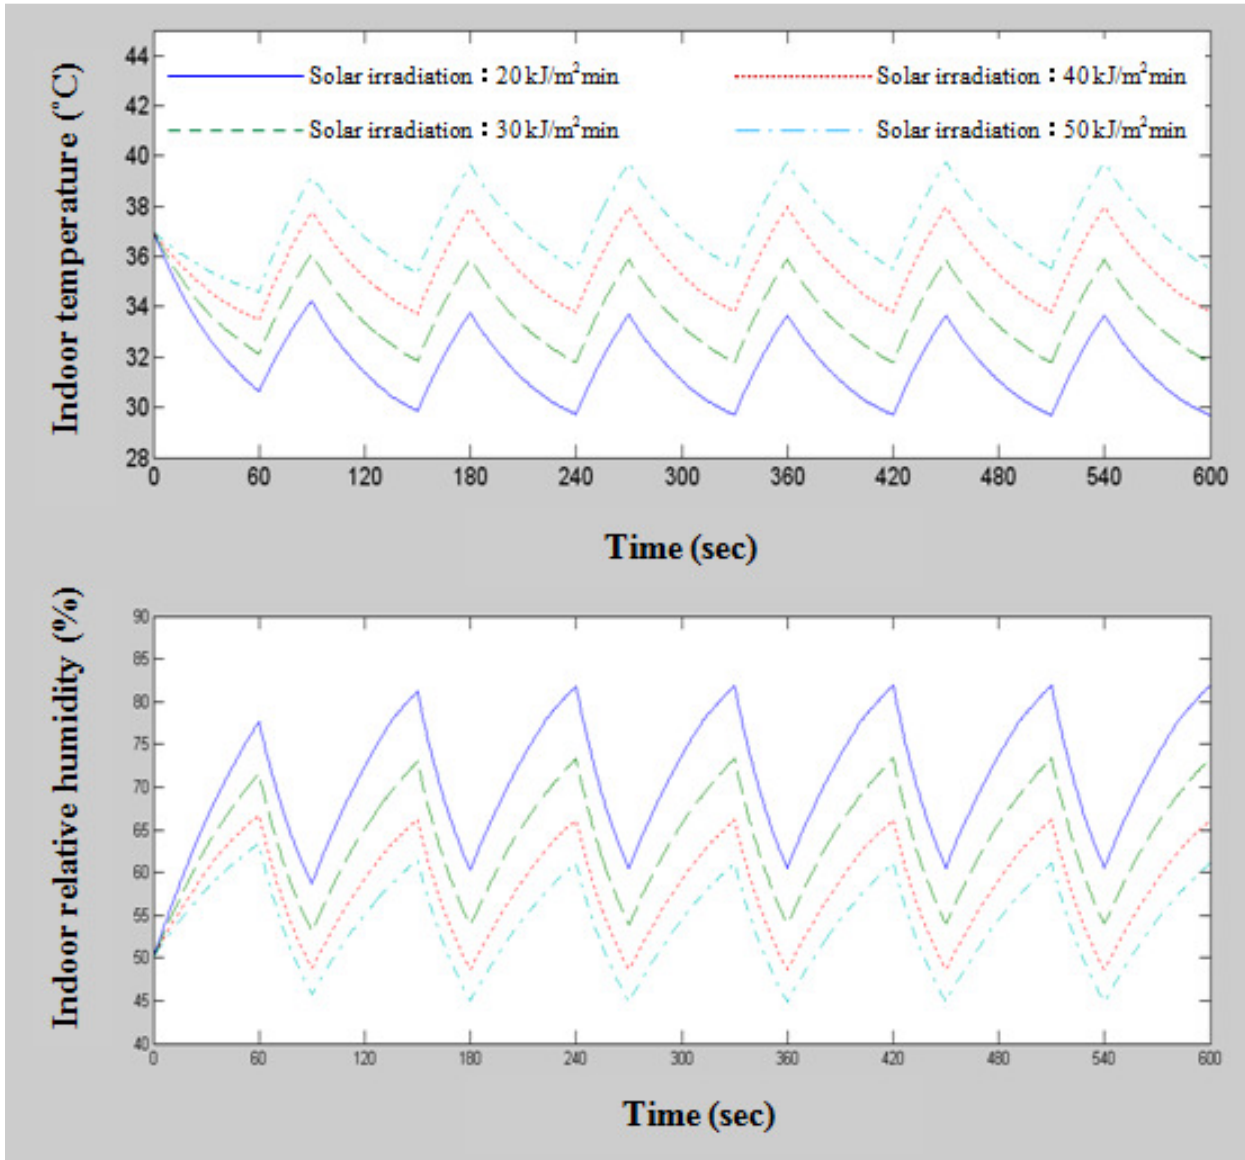 Indoor temperature (°C)
44
42
40
38
36
34
32
30
28
Solar irradiation : 20 kJ/m²min
Solar irradiation : 40 kJ/m²min
Solar irradiation : 30 kJ/m²min
Solar irradiation : 50 kJ/m²min
0 60 120 180 240 300 360 420 480 540 600
Time (sec)
Indoor relative humidity (%)
90
85
80
75
70
65
60
55
50
45
40
0 60 120 180 240 300 360 420 480 540 600
Time (sec)